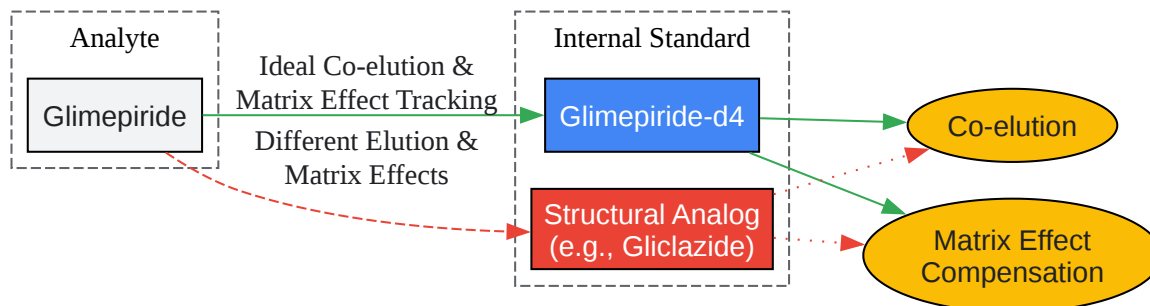 Analyte
Glimepiride
Ideal Co-elution &
Matrix Effect Tracking
Different Elution &
Matrix Effects
Internal Standard
Glimepiride-d4
Structural Analog
(e.g., Gliclazide)
Co-elution
Matrix Effect
Compensation